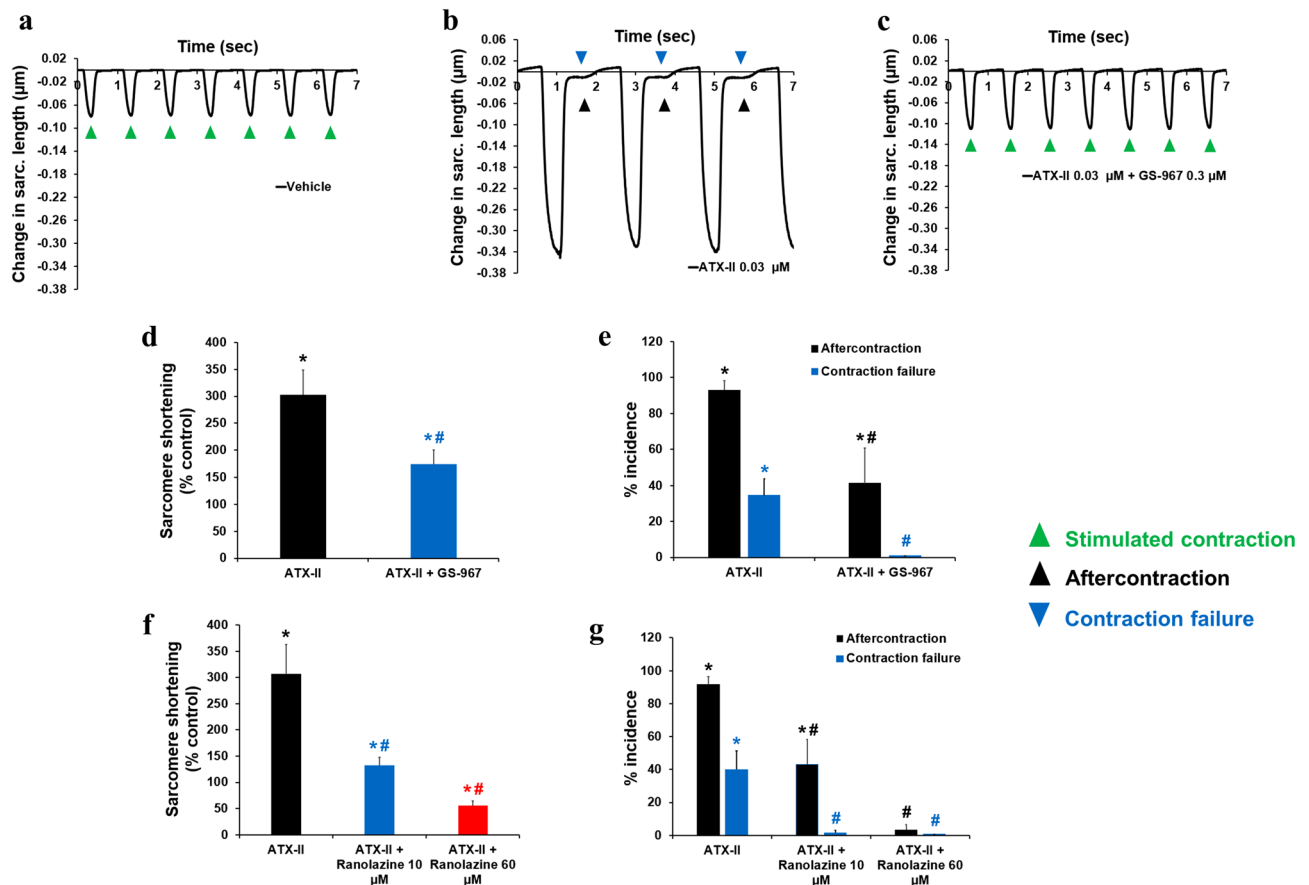 a
Time (sec)
Change in sarc. length (µm)
0.02
-0.02
-0.06
-0.10
-0.14
-0.18
-0.22
-0.26
-0.30
-0.34
-0.38
0 1 2 3 4 5 6 7
Vehicle
b
Time (sec)
Change in sarc. length (µm)
0.06
0.02
-0.02
-0.06
-0.10
-0.14
-0.18
-0.22
-0.26
-0.30
-0.34
-0.38
0 1 2 3 4 5 6 7
ATX-II 0.03 µM
c
Time (sec)
Change in sarc. length (µm)
0.06
0.02
-0.02
-0.06
-0.10
-0.14
-0.18
-0.22
-0.26
-0.30
-0.34
-0.38
0 1 2 3 4 5 6 7
ATX-II 0.03 µM + GS-967 0.3 µM
d
Sarcomere shortening
(% control)
400
350
300
250
200
150
100
50
0
*
*#
ATX-II
ATX-II + GS-967
e
% incidence
120
100
80
60
40
20
0
Aftercontraction
Contraction failure
*
*
*#
#
ATX-II
ATX-II + GS-967
Stimulated contraction
Aftercontraction
Contraction failure
f
Sarcomere shortening
(% control)
400
350
300
250
200
150
100
50
0
*
*#
*#
ATX-II
ATX-II +
Ranolazine 10
µM
ATX-II +
Ranolazine 60
µM
g
% incidence
120
100
80
60
40
20
0
Aftercontraction
Contraction failure
*
*
*#
#
#
#
ATX-II
ATX-II +
Ranolazine 10
µM
ATX-II +
Ranolazine 60
µM